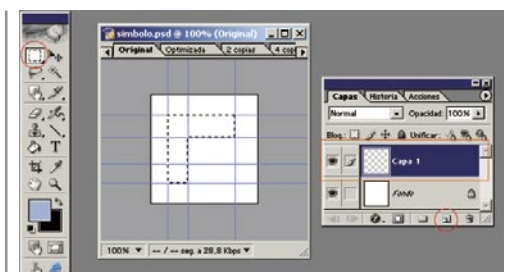 simbolo.psd @ 100% (Original)
Original
Optimizada
2 copias
4 copi
100%
-- / -- seg. a 28,8 Kbps
Capas
Historia
Acciones
Normal
Opacidad: 100%
Bloq.:
Unificar:
Capa 1
Fondo
T